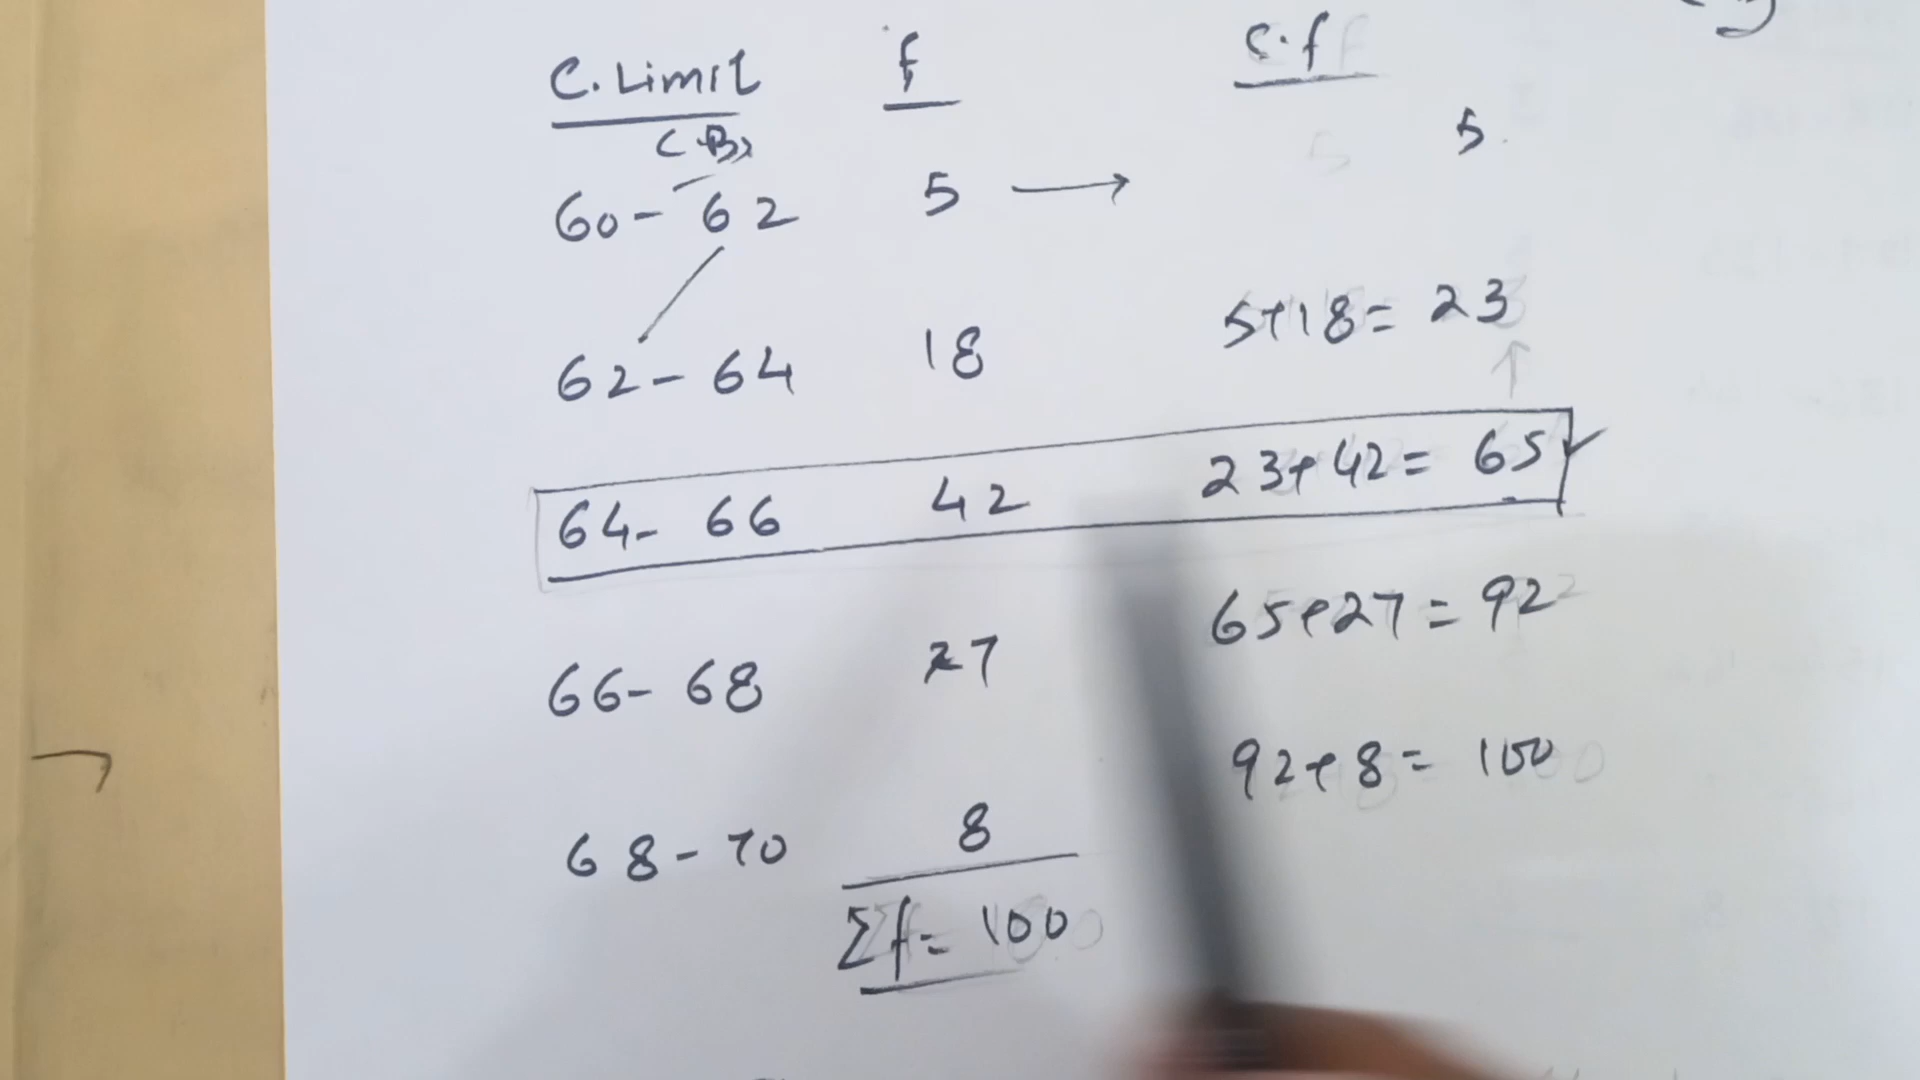 C. Limit f C.f
(B) 5
60 - 62 5 →
62 - 64 18 5+18 = 23
64 - 66 42 23+42 = 65 ✓
66 - 68 27 65+27 = 92
68 - 70 8 92+8 = 100
Σf = 100